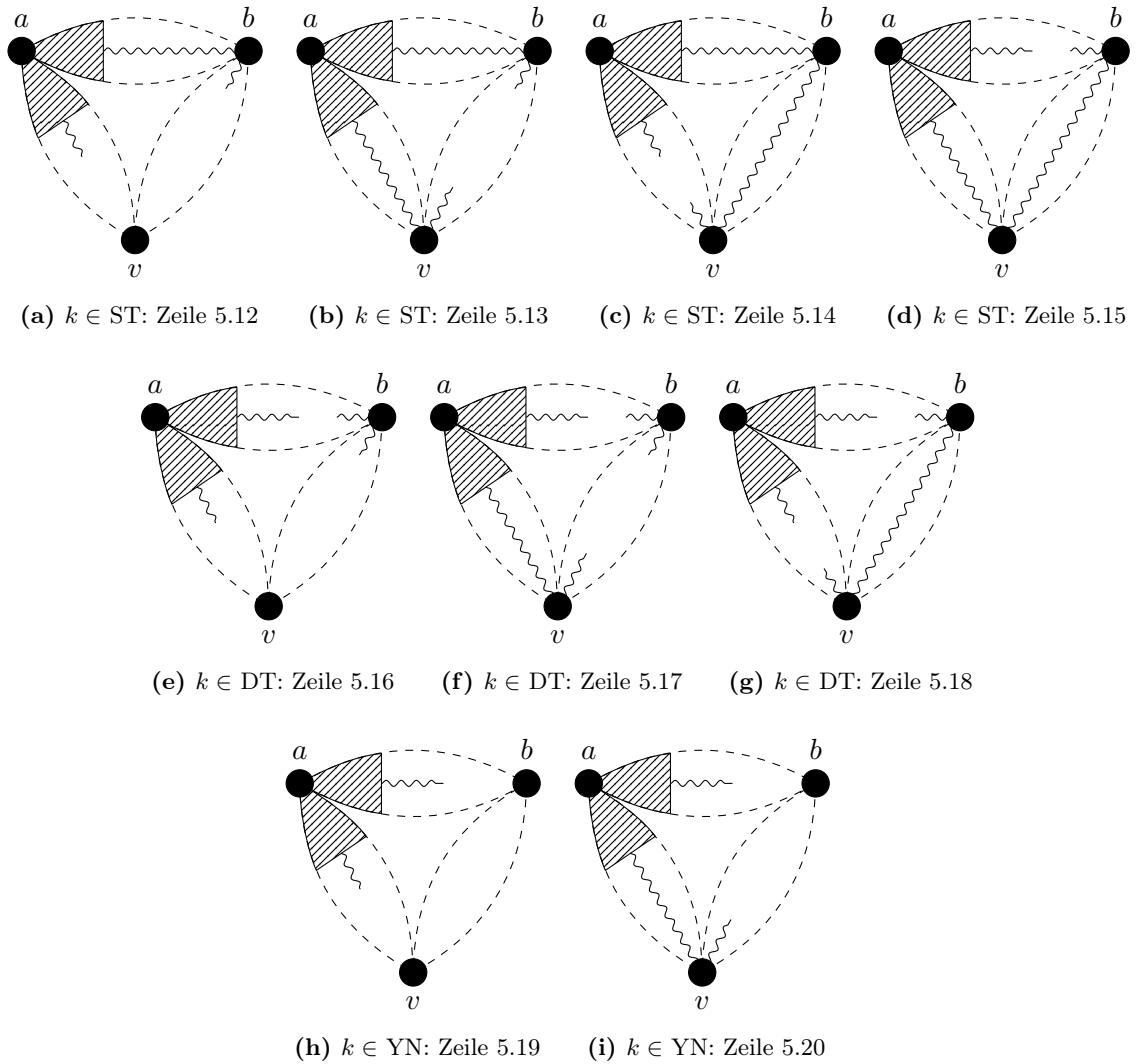 a b a b a b a b
v v v v
(a) k ∈ ST: Zeile 5.12 (b) k ∈ ST: Zeile 5.13 (c) k ∈ ST: Zeile 5.14 (d) k ∈ ST: Zeile 5.15
a b a b a b
v v v
(e) k ∈ DT: Zeile 5.16 (f) k ∈ DT: Zeile 5.17 (g) k ∈ DT: Zeile 5.18
a b a b
v v
(h) k ∈ YN: Zeile 5.19 (i) k ∈ YN: Zeile 5.20